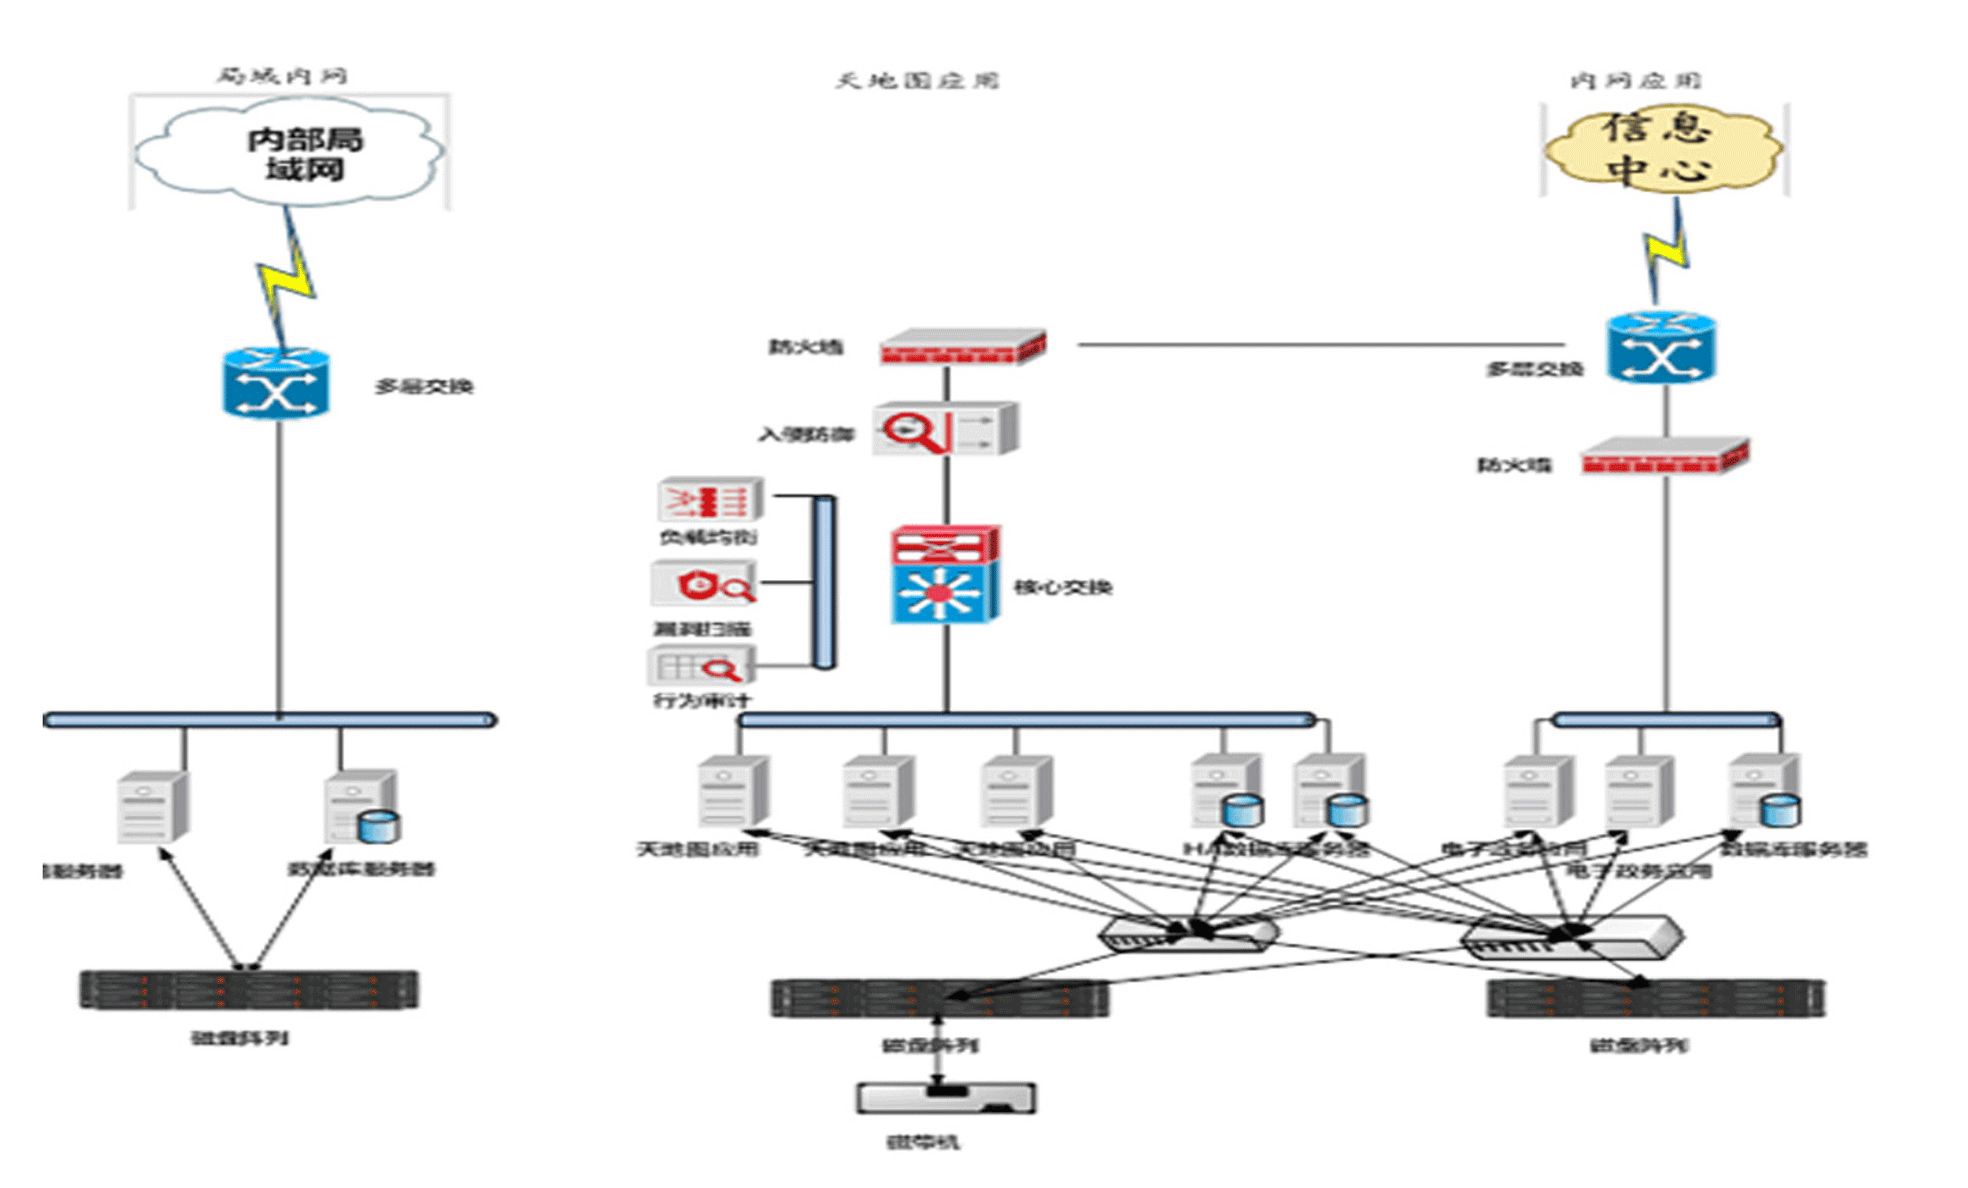 局域内网
天地图应用
内网应用
内部局
域网
信息
中心
防火墙
多层交换
多层交换
入侵防御
防火墙
负载均衡
核心交换
漏洞扫描
行为审计
天地图应用
天地图应用
天地图应用
HA数据库服务器
电子政务应用
数据库服务器
服务器
数据库服务器
电子政务应用
磁盘阵列
磁盘阵列
磁盘阵列
磁带机